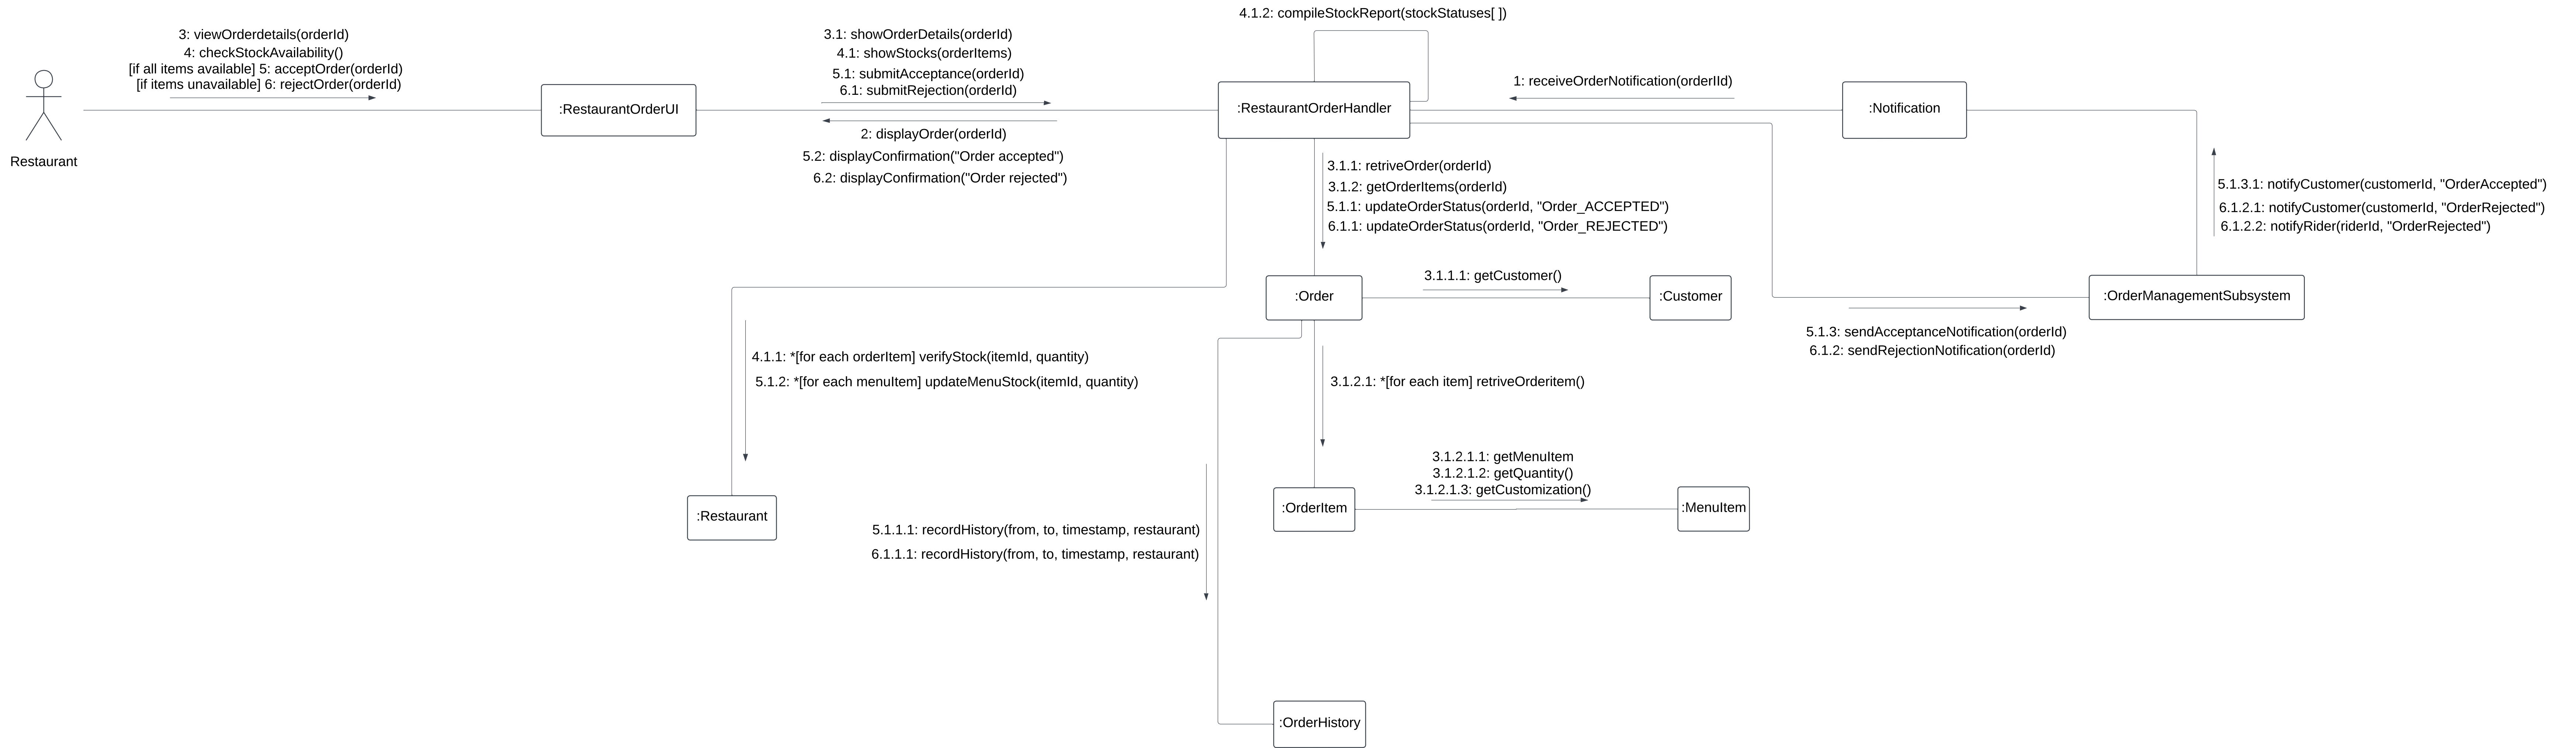 4.1.2: compileStockReport(stockStatuses[ ])
3: viewOrderdetails(orderId)
4: checkStockAvailability()
[if all items available] 5: acceptOrder(orderId)
[if items unavailable] 6: rejectOrder(orderId)
3.1: showOrderDetails(orderId)
4.1: showStocks(orderItems)
5.1: submitAcceptance(orderId)
6.1: submitRejection(orderId)
1: receiveOrderNotification(orderIId)
Restaurant
:RestaurantOrderUI
:RestaurantOrderHandler
:Notification
2: displayOrder(orderId)
5.2: displayConfirmation("Order accepted")
6.2: displayConfirmation("Order rejected")
3.1.1: retriveOrder(orderId)
3.1.2: getOrderItems(orderId)
5.1.1: updateOrderStatus(orderId, "Order_ACCEPTED")
6.1.1: updateOrderStatus(orderId, "Order_REJECTED")
5.1.3.1: notifyCustomer(customerId, "OrderAccepted")
6.1.2.1: notifyCustomer(customerId, "OrderRejected")
6.1.2.2: notifyRider(riderId, "OrderRejected")
:Order
3.1.1.1: getCustomer()
:Customer
:OrderManagementSubsystem
5.1.3: sendAcceptanceNotification(orderId)
6.1.2: sendRejectionNotification(orderId)
4.1.1: *[for each orderItem] verifyStock(itemId, quantity)
5.1.2: *[for each menuItem] updateMenuStock(itemId, quantity)
3.1.2.1: *[for each item] retriveOrderitem()
3.1.2.1.1: getMenuItem
3.1.2.1.2: getQuantity()
3.1.2.1.3: getCustomization()
:Restaurant
:OrderItem
:MenuItem
5.1.1.1: recordHistory(from, to, timestamp, restaurant)
6.1.1.1: recordHistory(from, to, timestamp, restaurant)
:OrderHistory